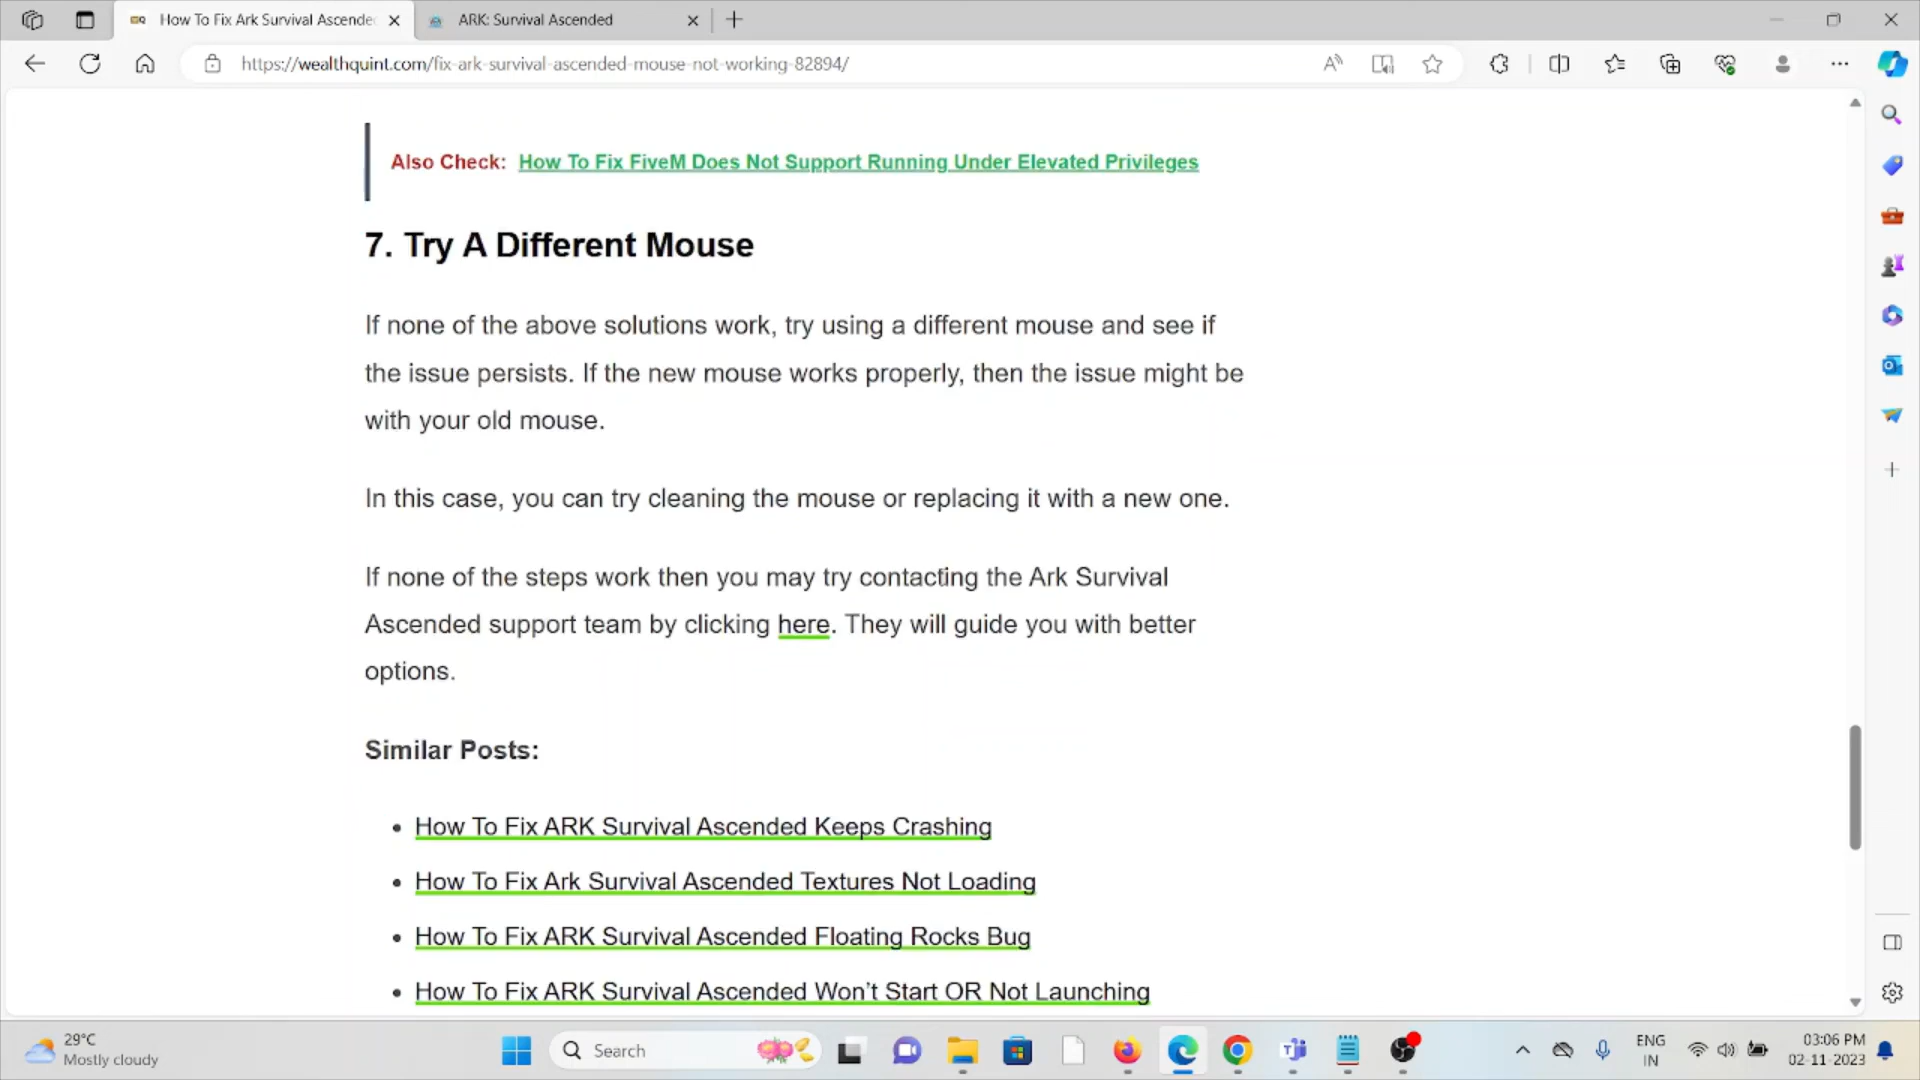 How To Fix Ark Survival Ascended
ARK: Survival Ascended
https://wealthquint.com/fix-ark-survival-ascended-mouse-not-working-82894/
Also Check: How To Fix FiveM Does Not Support Running Under Elevated Privileges
7. Try A Different Mouse
If none of the above solutions work, try using a different mouse and see if
the issue persists. If the new mouse works properly, then the issue might be
with your old mouse.
In this case, you can try cleaning the mouse or replacing it with a new one.
If none of the steps work then you may try contacting the Ark Survival
Ascended support team by clicking here. They will guide you with better
options.
Similar Posts:
• How To Fix ARK Survival Ascended Keeps Crashing
• How To Fix Ark Survival Ascended Textures Not Loading
• How To Fix ARK Survival Ascended Floating Rocks Bug
• How To Fix ARK Survival Ascended Won’t Start OR Not Launching
29°C
Mostly cloudy
Search
ENG
IN
03:06 PM
02-11-2023